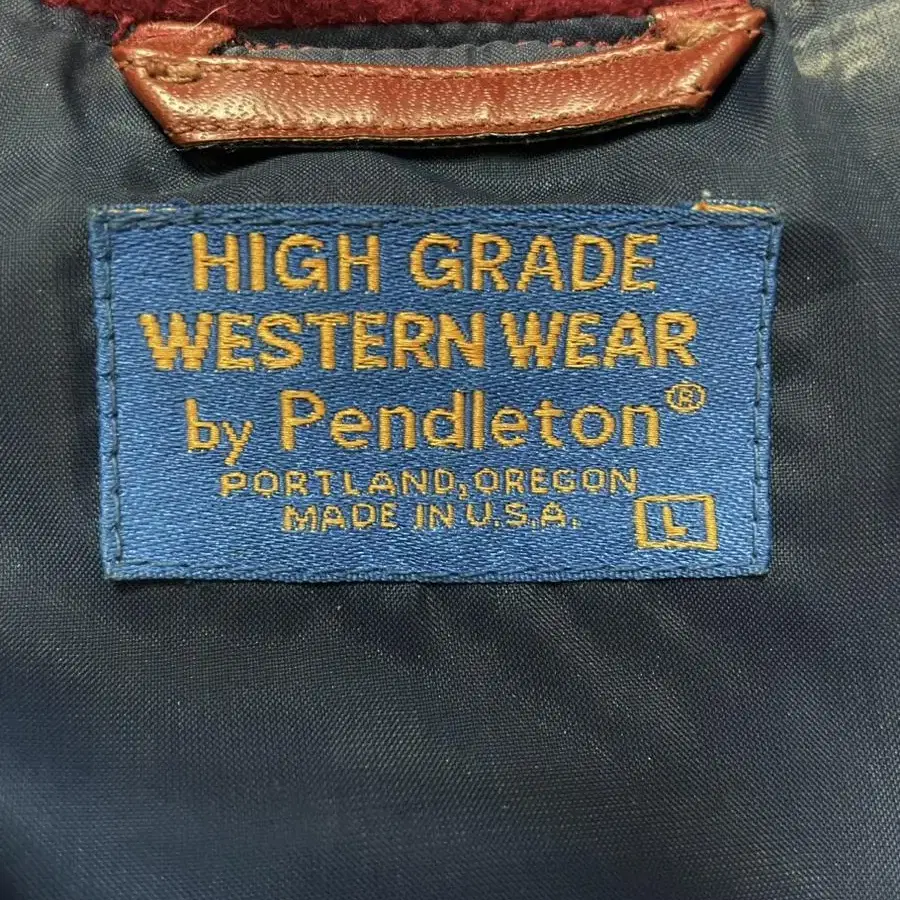 HIGH GRADE
WESTERN WEAR
by Pendleton®
PORTLAND, OREGON
MADE IN U.S.A.
L